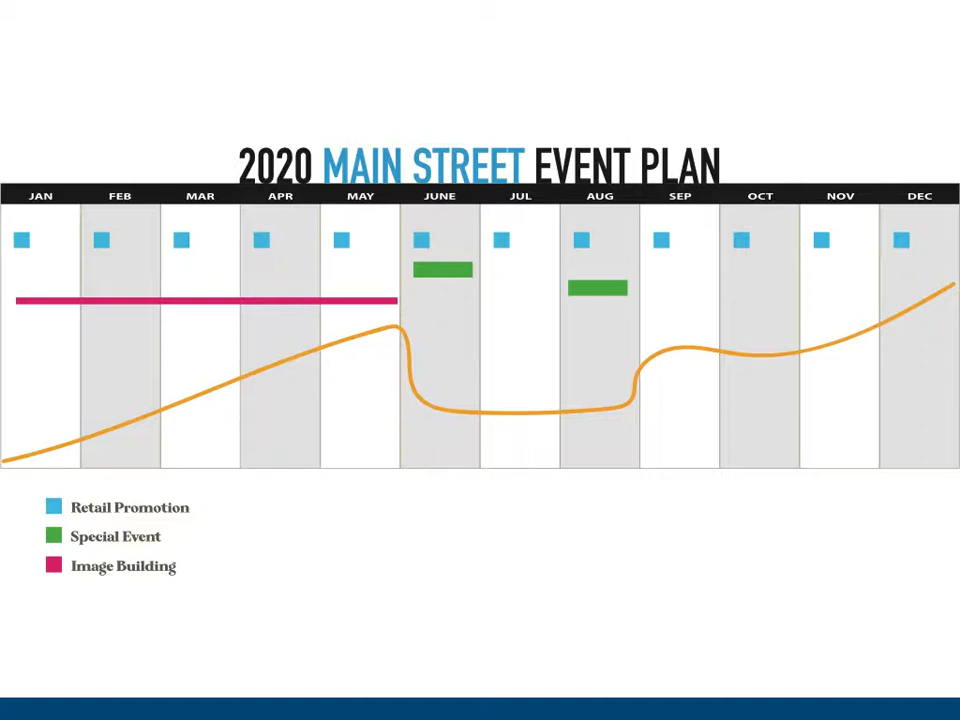 2020 MAIN STREET EVENT PLAN
JAN FEB MAR APR MAY JUNE JUL AUG SEP OCT NOV DEC
Retail Promotion
Special Event
Image Building